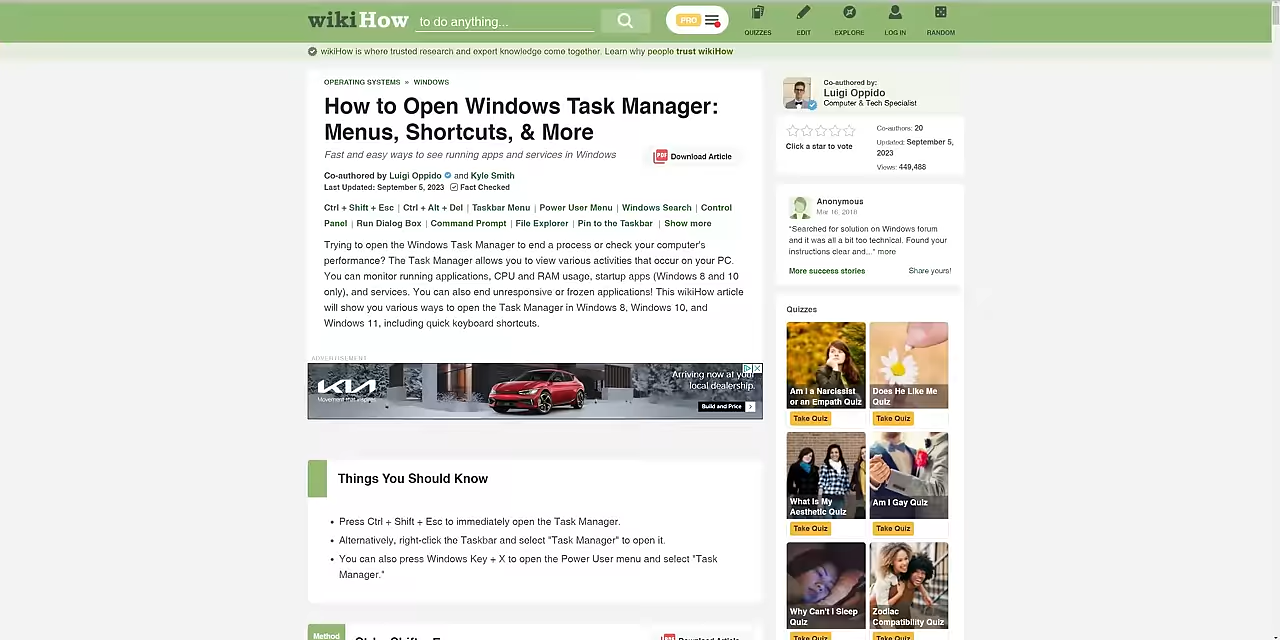 wikiHow to do anything...
PRO
QUIZZES
EDIT
EXPLORE
LOG IN
RANDOM
wikiHow is where trusted research and expert knowledge come together. Learn why people trust wikiHow
OPERATING SYSTEMS » WINDOWS
How to Open Windows Task Manager:
Menus, Shortcuts, & More
Fast and easy ways to see running apps and services in Windows
PDF Download Article
Co-authored by Luigi Oppido and Kyle Smith
Last Updated: September 5, 2023 Fact Checked
Ctrl + Shift + Esc | Ctrl + Alt + Del | Taskbar Menu | Power User Menu | Windows Search | Control
Panel | Run Dialog Box | Command Prompt | File Explorer | Pin to the Taskbar | Show more
Trying to open the Windows Task Manager to end a process or check your computer's
performance? The Task Manager allows you to view various activities that occur on your PC.
You can monitor running applications, CPU and RAM usage, startup apps (Windows 8 and 10
only), and services. You can also end unresponsive or frozen applications! This wikiHow article
will show you various ways to open the Task Manager in Windows 8, Windows 10, and
Windows 11, including quick keyboard shortcuts.
ADVERTISEMENT
KIA
Movement that inspires
Arriving now at your
local dealership.
Build and Price
Things You Should Know
• Press Ctrl + Shift + Esc to immediately open the Task Manager.
• Alternatively, right-click the Taskbar and select "Task Manager" to open it.
• You can also press Windows Key + X to open the Power User menu and select "Task
Manager."
Method
Ctrl + Shift + Esc
Download Article
Co-authored by:
Luigi Oppido
Computer & Tech Specialist
Click a star to vote
Co-authors: 20
Updated: September 5,
2023
Views: 449,488
Anonymous
Mar 16, 2018
"Searched for solution on Windows forum
and it was all a bit too technical. Found your
instructions clear and..." more
More success stories
Share yours!
Quizzes
Am I a Narcissist
or an Empath Quiz
Take Quiz
Does He Like Me
Quiz
Take Quiz
What Is My
Aesthetic Quiz
Take Quiz
Am I Gay Quiz
Take Quiz
Why Can't I Sleep
Quiz
Take Quiz
Zodiac
Compatibility Quiz
Take Quiz